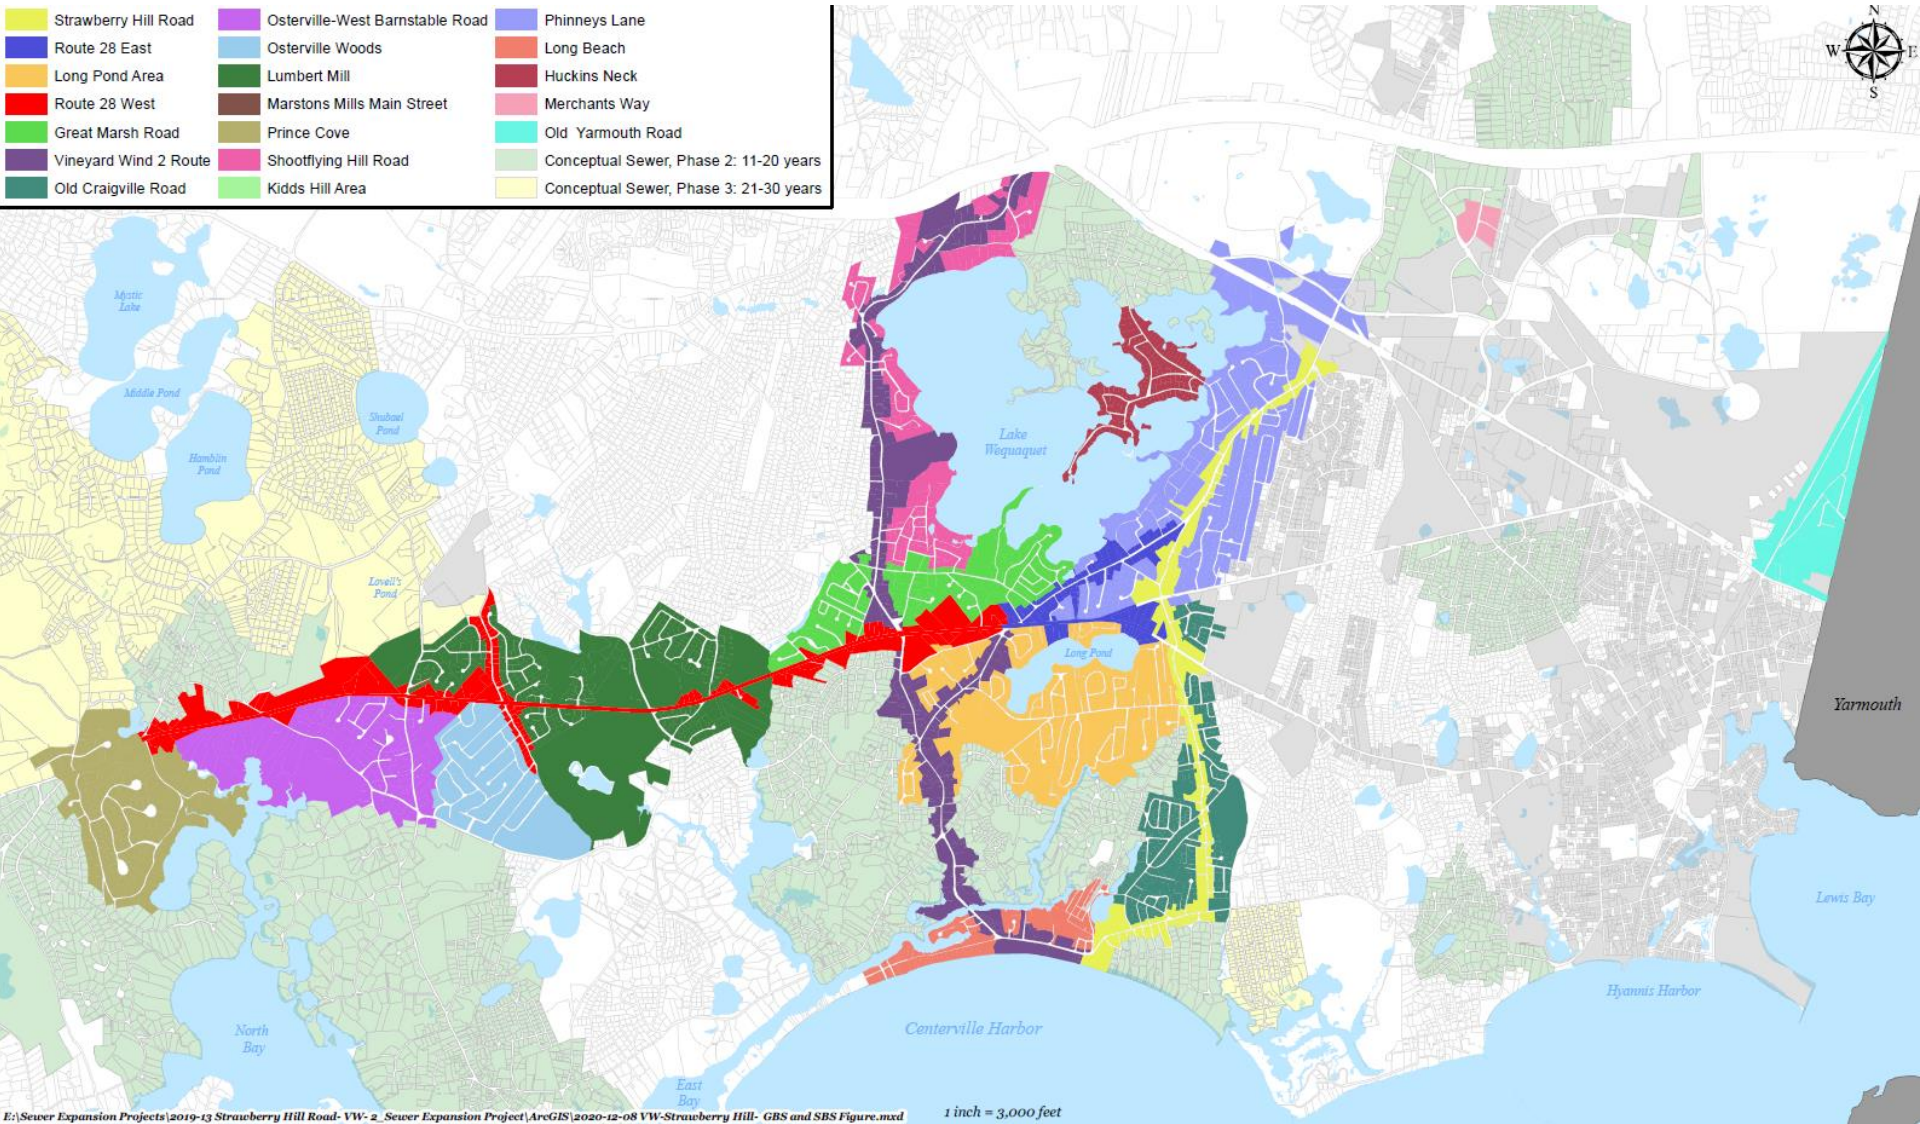 Strawberry Hill Road
Route 28 East
Long Pond Area
Route 28 West
Great Marsh Road
Vineyard Wind 2 Route
Old Craigville Road
Osterville-West Barnstable Road
Osterville Woods
Lumbert Mill
Marstons Mills Main Street
Prince Cove
Shootflying Hill Road
Kidds Hill Area
Phinneys Lane
Long Beach
Huckins Neck
Merchants Way
Old Yarmouth Road
Conceptual Sewer, Phase 2: 11-20 years
Conceptual Sewer, Phase 3: 21-30 years
N
W
E
S
Mystic
Lake
Middle Pond
Shubael
Pond
Hamblin
Pond
Lake
Wequaquet
Lovell's
Pond
Long Pond
Yarmouth
Lewis Bay
Hyannis Harbor
Centerville Harbor
North
Bay
East
Bay
E:\Sewer Expansion Projects\2019-13 Strawberry Hill Road- VW- 2_Sewer Expansion Project\ArcGIS\2020-12-08 VW-Strawberry Hill- GBS and SBS Figure.mxd
1 inch = 3,000 feet